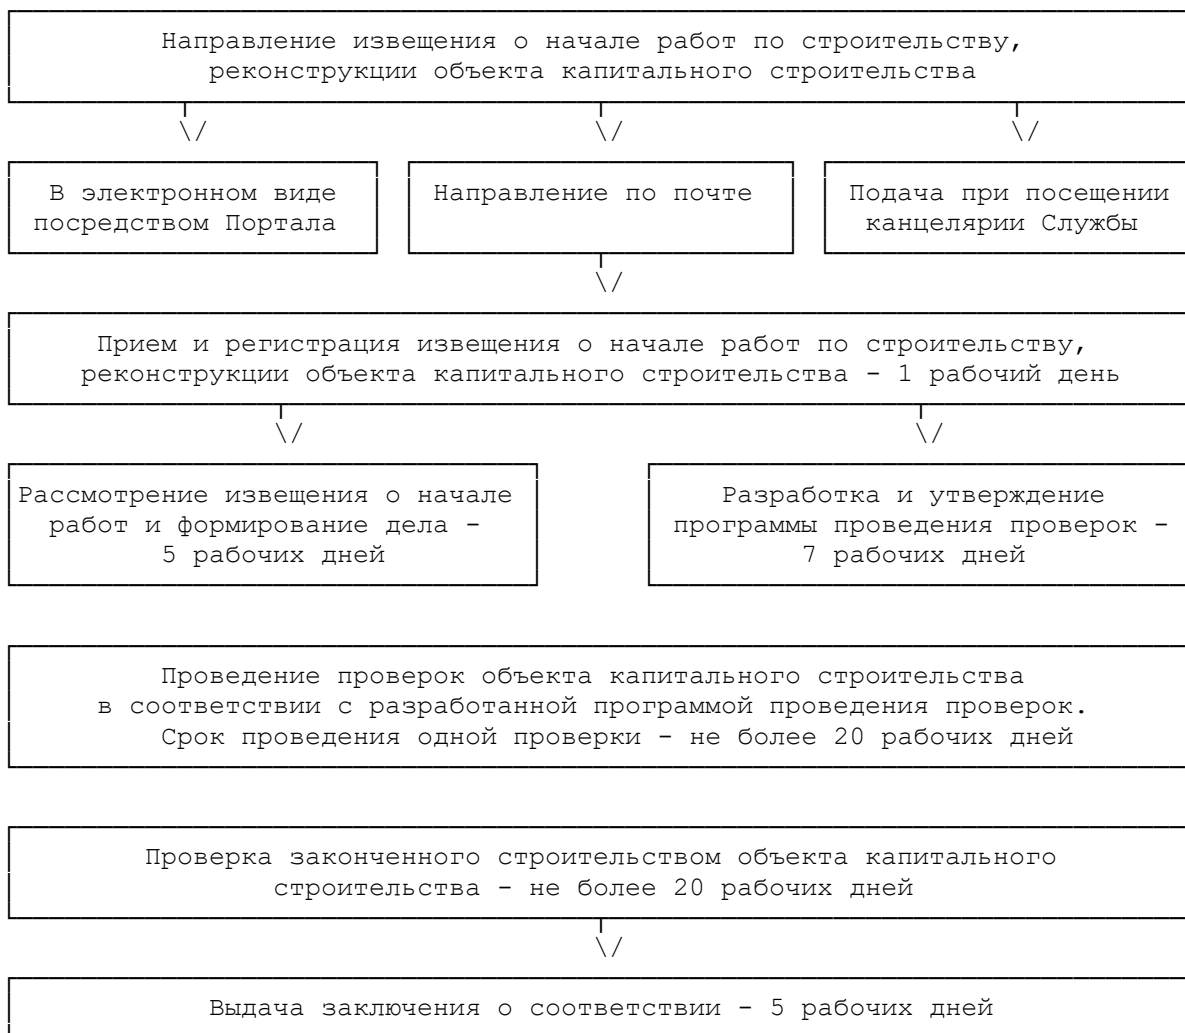 Направление извещения о начале работ по строительству,
реконструкции объекта капитального строительства
\/ \/ \/
В электронном виде
посредством Портала
Направление по почте
Подача при посещении
канцелярии Службы
\/
Прием и регистрация извещения о начале работ по строительству,
реконструкции объекта капитального строительства - 1 рабочий день
\/ \/
Рассмотрение извещения о начале
работ и формирование дела -
5 рабочих дней
Разработка и утверждение
программы проведения проверок -
7 рабочих дней
Проведение проверок объекта капитального строительства
в соответствии с разработанной программой проведения проверок.
Срок проведения одной проверки - не более 20 рабочих дней
Проверка законченного строительством объекта капитального
строительства - не более 20 рабочих дней
\/
Выдача заключения о соответствии - 5 рабочих дней